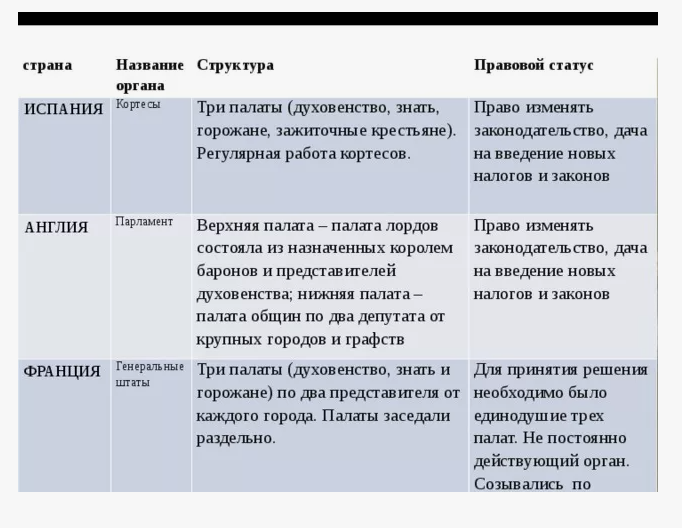 страна
Название
органа
Структура
Правовой статус
ИСПАНИЯ
Кортесы
Три палаты (духовенство, знать,
горожане, зажиточные крестьяне).
Регулярная работа кортесов.
Право изменять
законодательство, дача
на введение новых
налогов и законов
АНГЛИЯ
Парламент
Верхняя палата – палата лордов
состояла из назначенных королем
баронов и представителей
духовенства; нижняя палата –
палата общин по два депутата от
крупных городов и графств
Право изменять
законодательство, дача
на введение новых
налогов и законов
ФРАНЦИЯ
Генеральные
штаты
Три палаты (духовенство, знать и
горожане) по два представителя от
каждого города. Палаты заседали
раздельно.
Для принятия решения
необходимо было
единодушие трех
палат. Не постоянно
действующий орган.
Созывались по